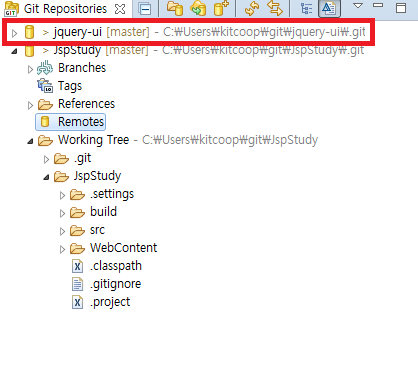 GIT Git Repositories
> jquery-ui [master] - C:₩Users₩kitcoop₩git₩jquery-ui₩.git
> JspStudy [master] - C:₩Users₩kitcoop₩git₩JspStudy₩.git
Branches
Tags
References
Remotes
Working Tree - C:₩Users₩kitcoop₩git₩JspStudy
.git
JspStudy
.settings
build
src
WebContent
.classpath
.gitignore
.project